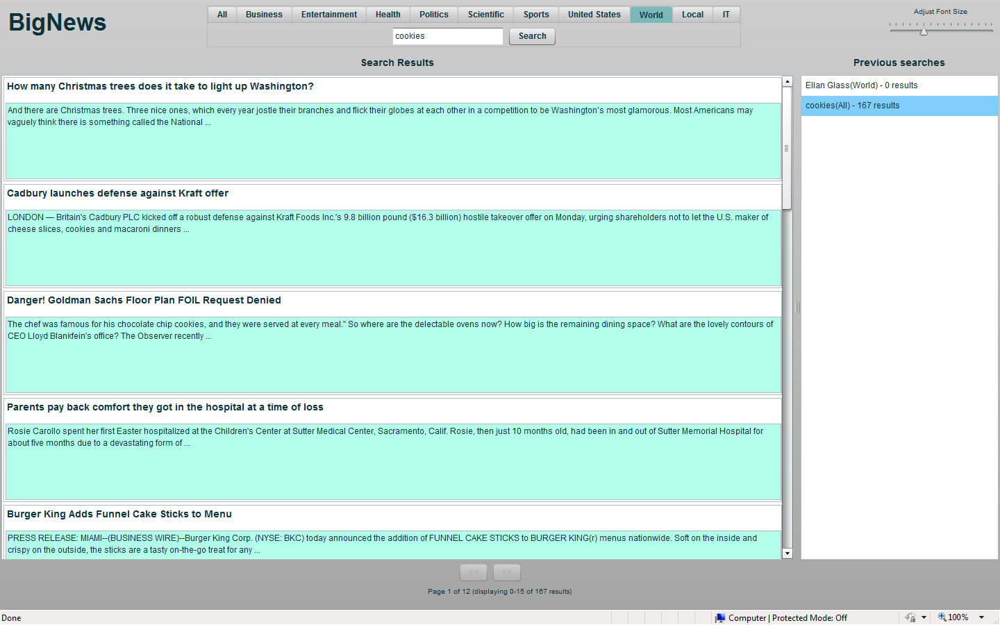 BigNews
All Business Entertainment Health Politics Scientific Sports United States World Local IT
cookies Search
Adjust Font Size
Search Results
Previous searches
How many Christmas trees does it take to light up Washington?
And there are Christmas trees. Three nice ones, which every year jostle their branches and flick their globes at each other in a competition to be Washington's most glamorous. Most Americans may
vaguely think there is something called the National ...
Cadbury launches defense against Kraft offer
LONDON — Britain's Cadbury PLC kicked off a robust defense against Kraft Foods Inc.'s 9.8 billion pound ($16.3 billion) hostile takeover offer on Monday, urging shareholders not to let the U.S. maker of
cheese slices, cookies and macaroni dinners ...
Danger! Goldman Sachs Floor Plan FOIL Request Denied
The chef was famous for his chocolate chip cookies, and they were served at every meal." So where are the delectable ovens now? How big is the remaining dining space? What are the lovely contours of
CEO Lloyd Blankfein's office? The Observer recently ...
Parents pay back comfort they got in the hospital at a time of loss
Rosie Carollo spent her first Easter hospitalized at the Children's Center at Sutter Medical Center, Sacramento, Calif. Rosie, then just 10 months old, had been in and out of Sutter Memorial Hospital for
about five months due to a devastating form of ...
Burger King Adds Funnel Cake Sticks to Menu
PRESS RELEASE: MIAMI--(BUSINESS WIRE)--Burger King Corp. (NYSE: BKC) today announced the addition of FUNNEL CAKE STICKS to BURGER KING(r) menus nationwide. Soft on the inside and
crispy on the outside, the sticks are a tasty on-the-go treat for any ...
Ellan Glass(World) - 0 results
cookies(All) - 167 results
<< >>
Page 1 of 12 (displaying 0-15 of 167 results)
Done
Computer | Protected Mode: Off
100%